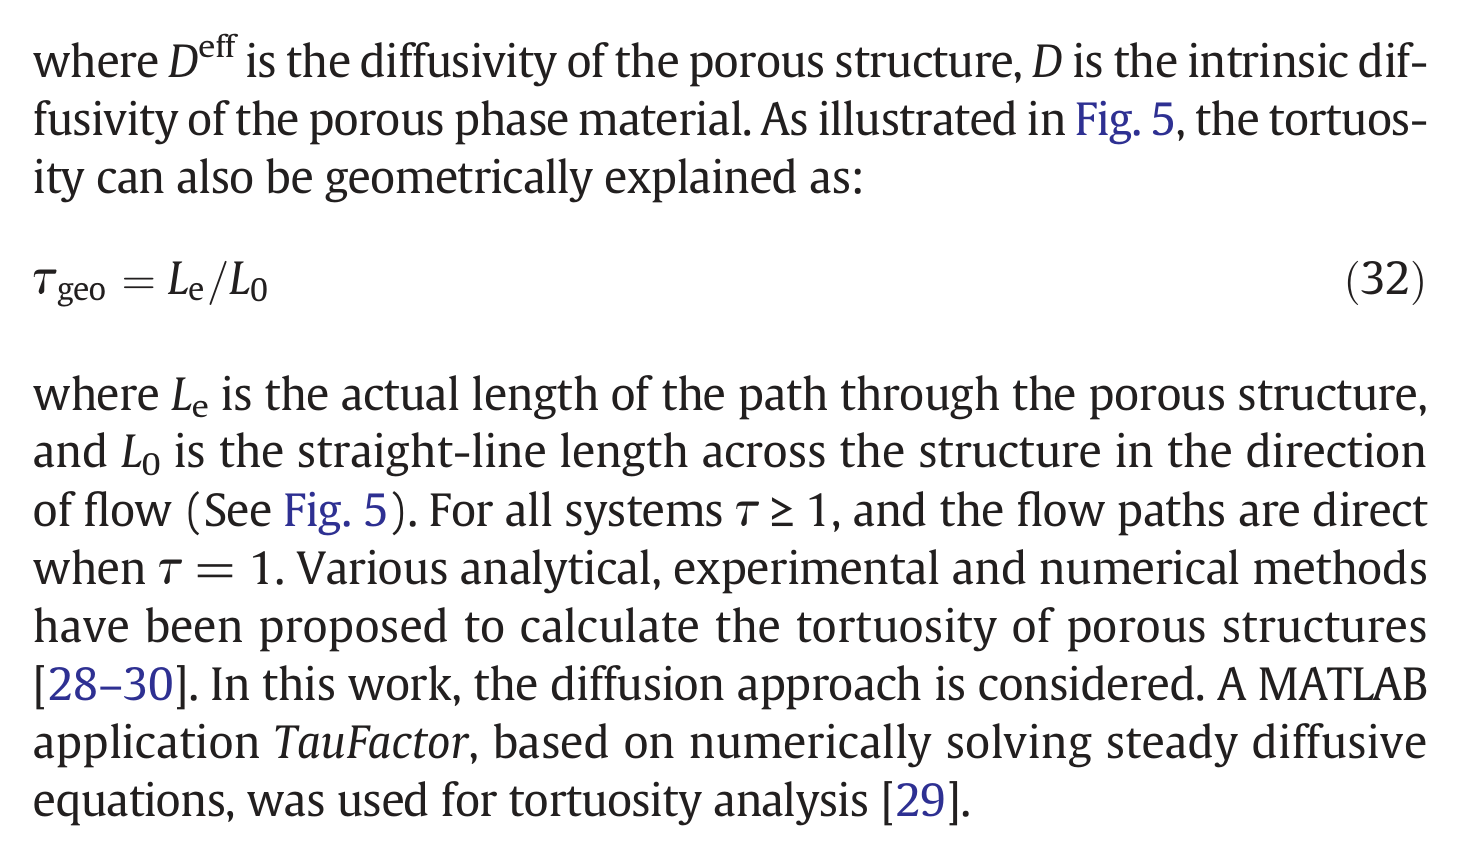 where D^eff is the diffusivity of the porous structure, D is the intrinsic dif-
fusivity of the porous phase material. As illustrated in Fig. 5, the tortuos-
ity can also be geometrically explained as:
τ_geo = L_e/L_0 (32)
where L_e is the actual length of the path through the porous structure,
and L_0 is the straight-line length across the structure in the direction
of flow (See Fig. 5). For all systems τ ≥ 1, and the flow paths are direct
when τ = 1. Various analytical, experimental and numerical methods
have been proposed to calculate the tortuosity of porous structures
[28–30]. In this work, the diffusion approach is considered. A MATLAB
application TauFactor, based on numerically solving steady diffusive
equations, was used for tortuosity analysis [29].